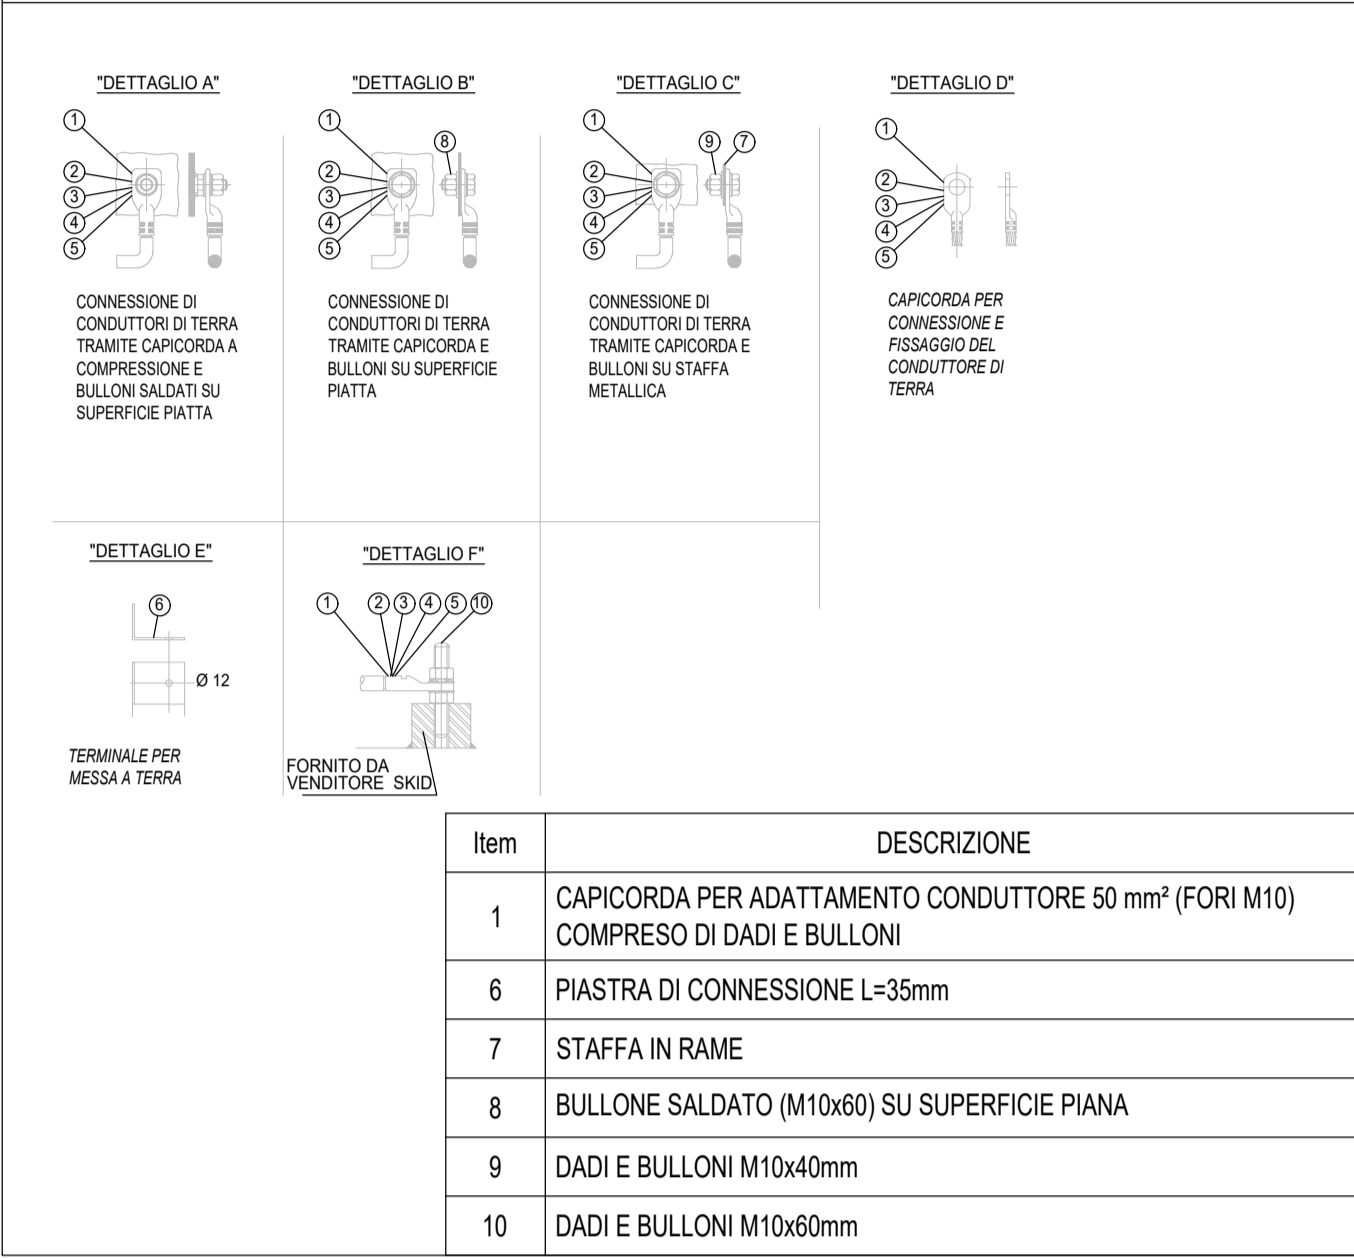 "DETTAGLIO A"
1
2
3
4
5
CONNESSIONE DI
CONDUTTORI DI TERRA
TRAMITE CAPICORDA A
COMPRESSIONE E
BULLONI SALDATI SU
SUPERFICIE PIATTA
"DETTAGLIO B"
1
8
2
3
4
5
CONNESSIONE DI
CONDUTTORI DI TERRA
TRAMITE CAPICORDA E
BULLONI SU SUPERFICIE
PIATTA
"DETTAGLIO C"
1
9 7
2
3
4
5
CONNESSIONE DI
CONDUTTORI DI TERRA
TRAMITE CAPICORDA E
BULLONI SU STAFFA
METALLICA
"DETTAGLIO D"
1
2
3
4
5
CAPICORDA PER
CONNESSIONE E
FISSAGGIO DEL
CONDUTTORE DI
TERRA
"DETTAGLIO E"
6
Ø 12
TERMINALE PER
MESSA A TERRA
"DETTAGLIO F"
1 2 3 4 5 10
FORNITO DA
VENDITORE SKID
Item DESCRIZIONE
1 CAPICORDA PER ADATTAMENTO CONDUTTORE 50 mm² (FORI M10)
COMPRESO DI DADI E BULLONI
6 PIASTRA DI CONNESSIONE L=35mm
7 STAFFA IN RAME
8 BULLONE SALDATO (M10x60) SU SUPERFICIE PIANA
9 DADI E BULLONI M10x40mm
10 DADI E BULLONI M10x60mm